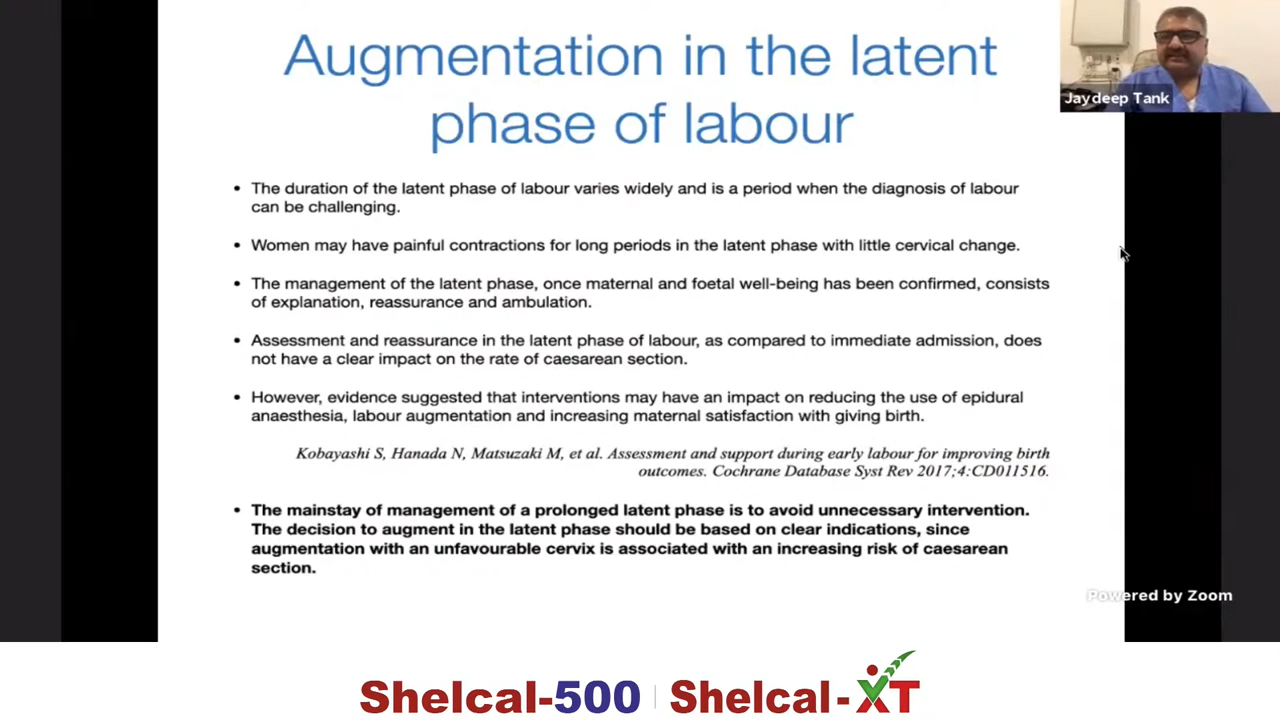 Augmentation in the latent
phase of labour
Jaydeep Tank
• The duration of the latent phase of labour varies widely and is a period when the diagnosis of labour
can be challenging.
• Women may have painful contractions for long periods in the latent phase with little cervical change.
• The management of the latent phase, once maternal and foetal well-being has been confirmed, consists
of explanation, reassurance and ambulation.
• Assessment and reassurance in the latent phase of labour, as compared to immediate admission, does
not have a clear impact on the rate of caesarean section.
• However, evidence suggested that interventions may have an impact on reducing the use of epidural
anaesthesia, labour augmentation and increasing maternal satisfaction with giving birth.
Kobayashi S, Hanada N, Matsuzaki M, et al. Assessment and support during early labour for improving birth
outcomes. Cochrane Database Syst Rev 2017;4:CD011516.
• The mainstay of management of a prolonged latent phase is to avoid unnecessary intervention.
The decision to augment in the latent phase should be based on clear indications, since
augmentation with an unfavourable cervix is associated with an increasing risk of caesarean
section.
Powered by Zoom
Shelcal-500 | Shelcal-XT